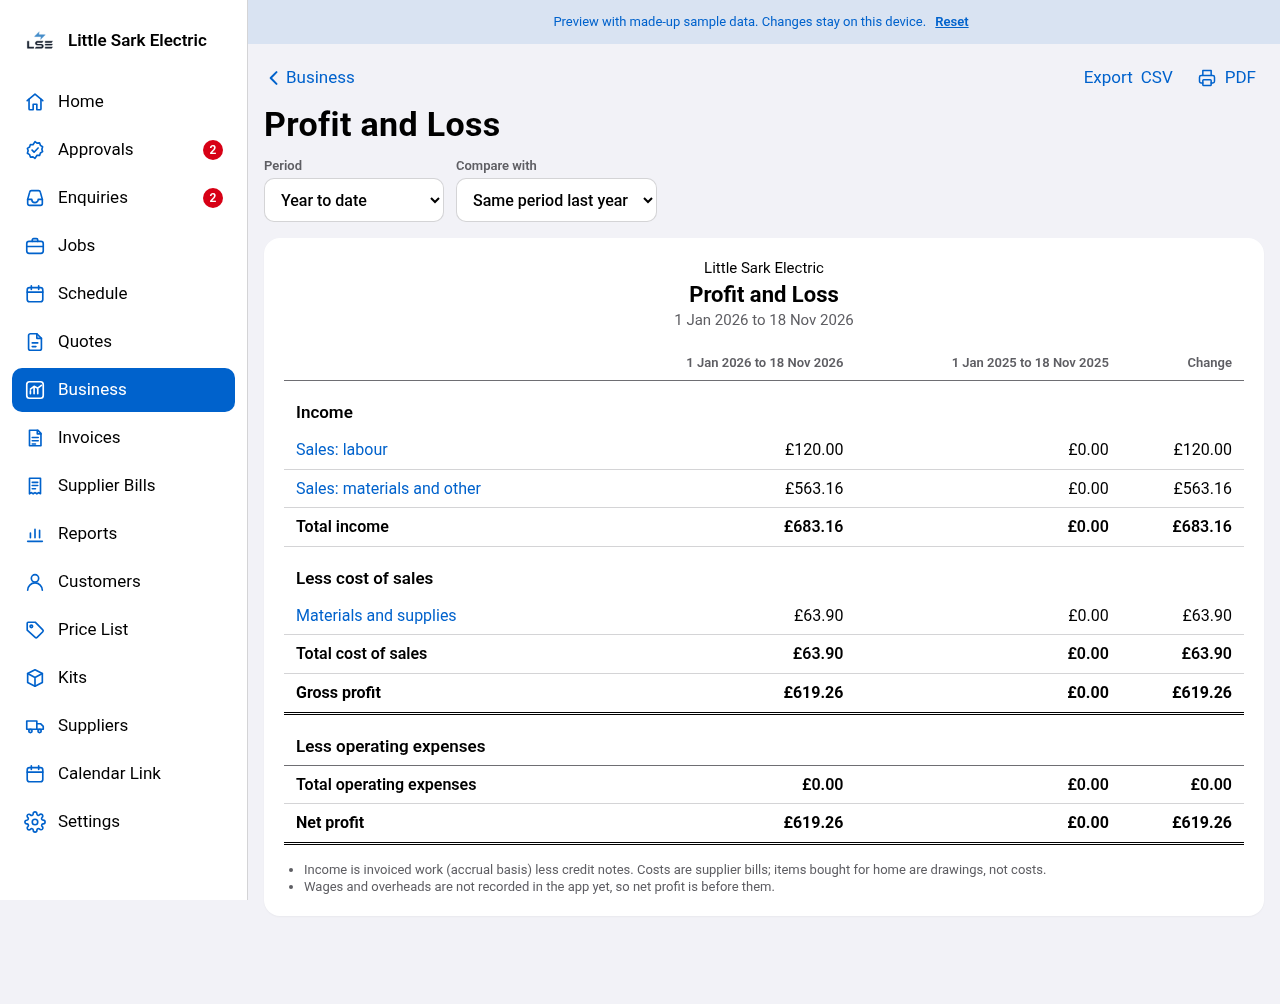 Preview with made-up sample data. Changes stay on this device. Reset
LSE Little Sark Electric
Home
Approvals 2
Enquiries 2
Jobs
Schedule
Quotes
Business
Invoices
Supplier Bills
Reports
Customers
Price List
Kits
Suppliers
Calendar Link
Settings
Business
Export CSV PDF
Profit and Loss
Period Compare with
Year to date Same period last year
Little Sark Electric
Profit and Loss
1 Jan 2026 to 18 Nov 2026
1 Jan 2026 to 18 Nov 2026 1 Jan 2025 to 18 Nov 2025 Change
Income
Sales: labour £120.00 £0.00 £120.00
Sales: materials and other £563.16 £0.00 £563.16
Total income £683.16 £0.00 £683.16
Less cost of sales
Materials and supplies £63.90 £0.00 £63.90
Total cost of sales £63.90 £0.00 £63.90
Gross profit £619.26 £0.00 £619.26
Less operating expenses
Total operating expenses £0.00 £0.00 £0.00
Net profit £619.26 £0.00 £619.26
• Income is invoiced work (accrual basis) less credit notes. Costs are supplier bills; items bought for home are drawings, not costs.
• Wages and overheads are not recorded in the app yet, so net profit is before them.